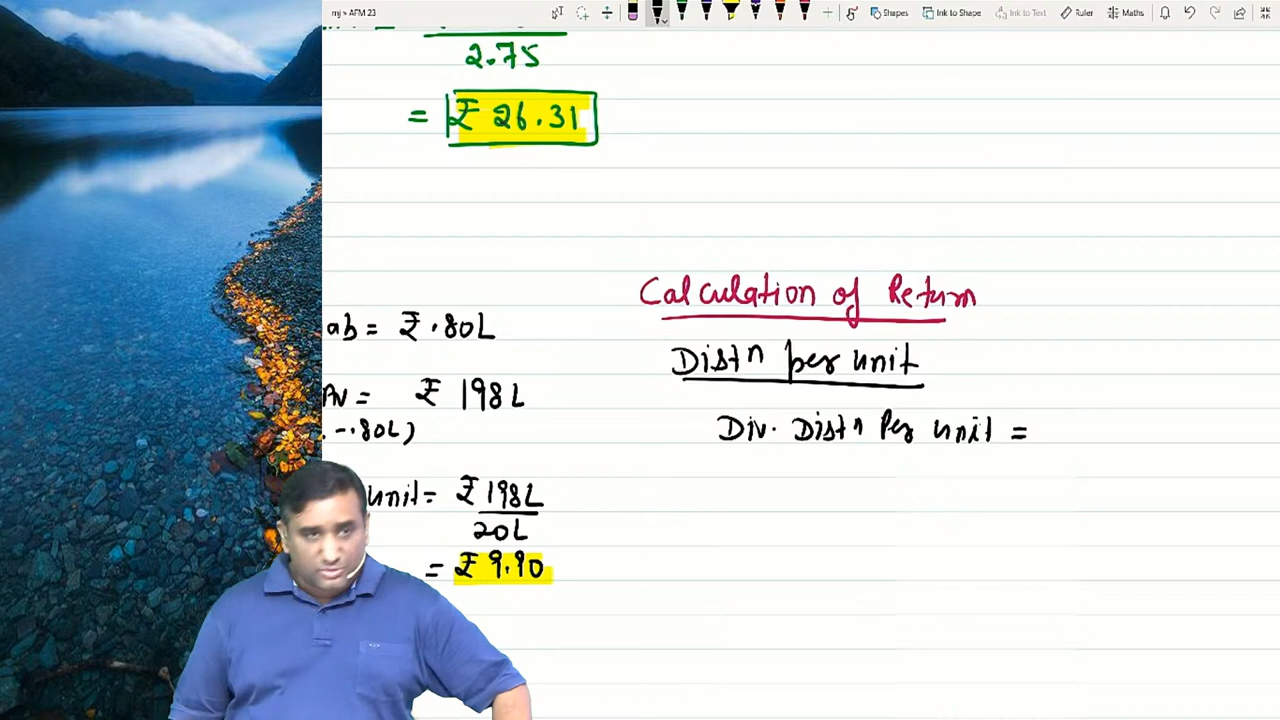 mj > AFM 23
Shapes
Ink to Shape
Ink to Text
Ruler
Maths
2.75
= ₹ 26.31
Calculation of Return
ab = ₹ .80L
Distⁿ per unit
₹ 198L
Div. Distⁿ Per unit =
-.80L)
unit = ₹ 198L
20L
= ₹ 9.90